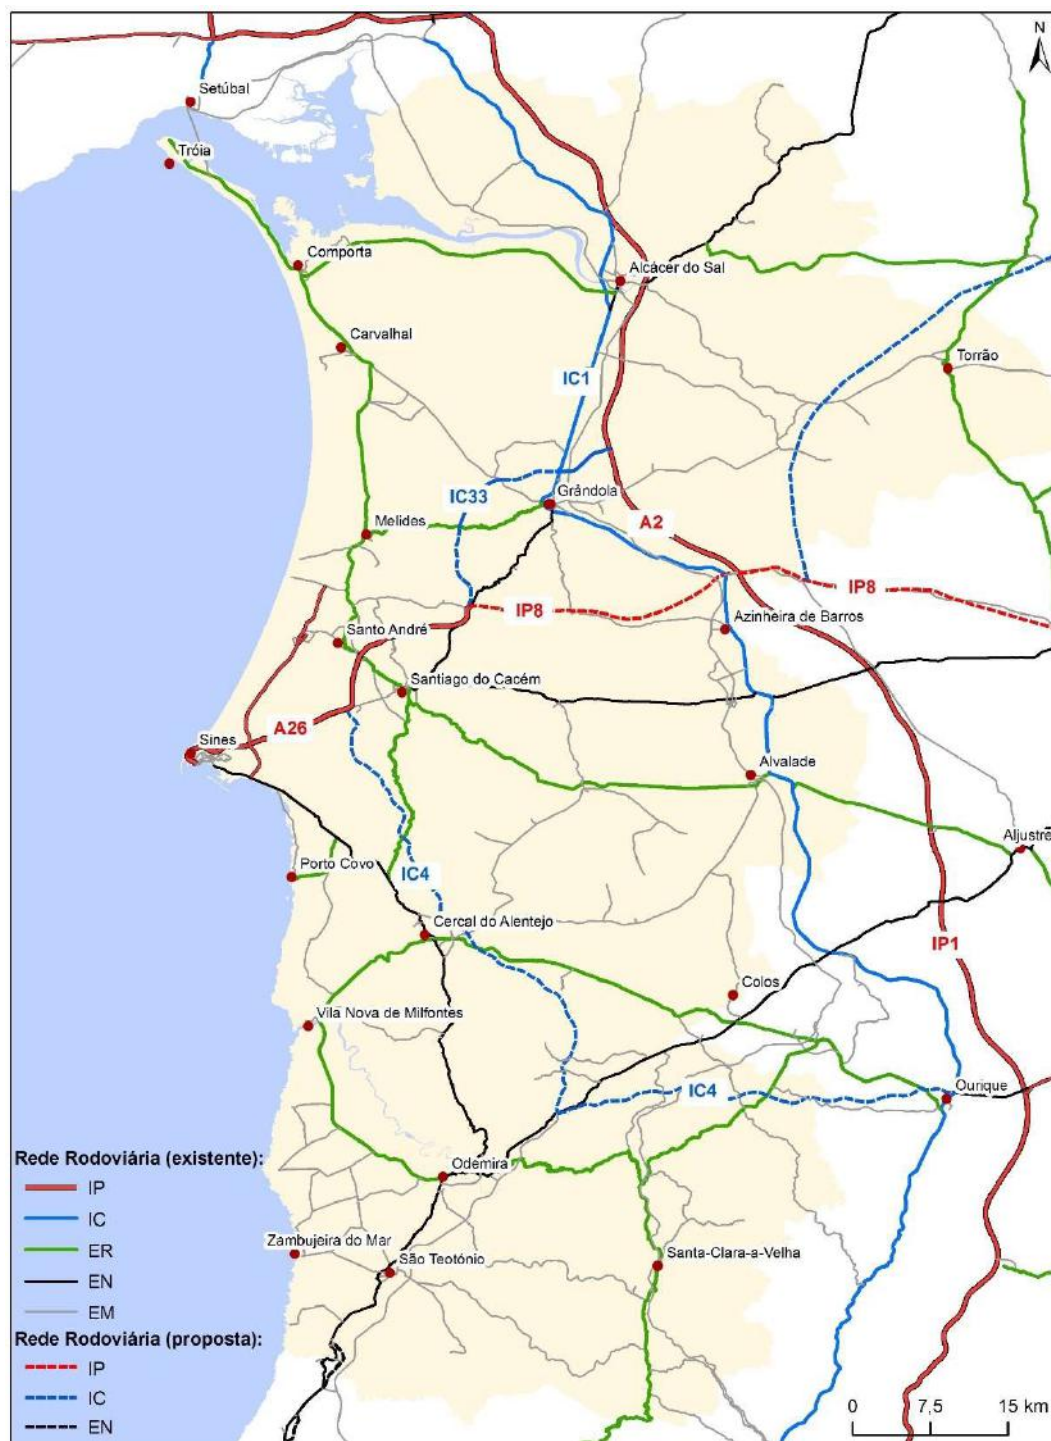 N
Setúbal
Tróia
Comporta
Alcácer do Sal
Carvalhal
Torrão
IC1
Grândola
IC33
A2
Melides
IP8
IP8
Azinheira de Barros
Santo André
Santiago do Cacém
A26
Sines
Alvalade
Aljustre
Porto Covo
IC4
Cercal do Alentejo
IP1
Colos
Vila Nova de Milfontes
IC4
Ourique
Rede Rodoviária (existente):
Odemira
IP
IC
Zambujeira do Mar
ER
Santa-Clara-a-Velha
São Teotónio
EN
EM
Rede Rodoviária (proposta):
IP
IC
EN
0 7,5 15 km